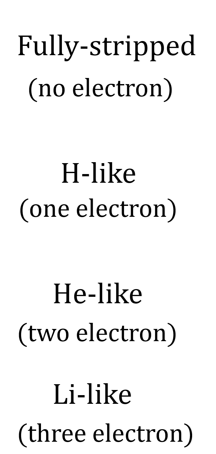 Fully-stripped
(no electron)
H-like
(one electron)
He-like
(two electron)
Li-like
(three electron)